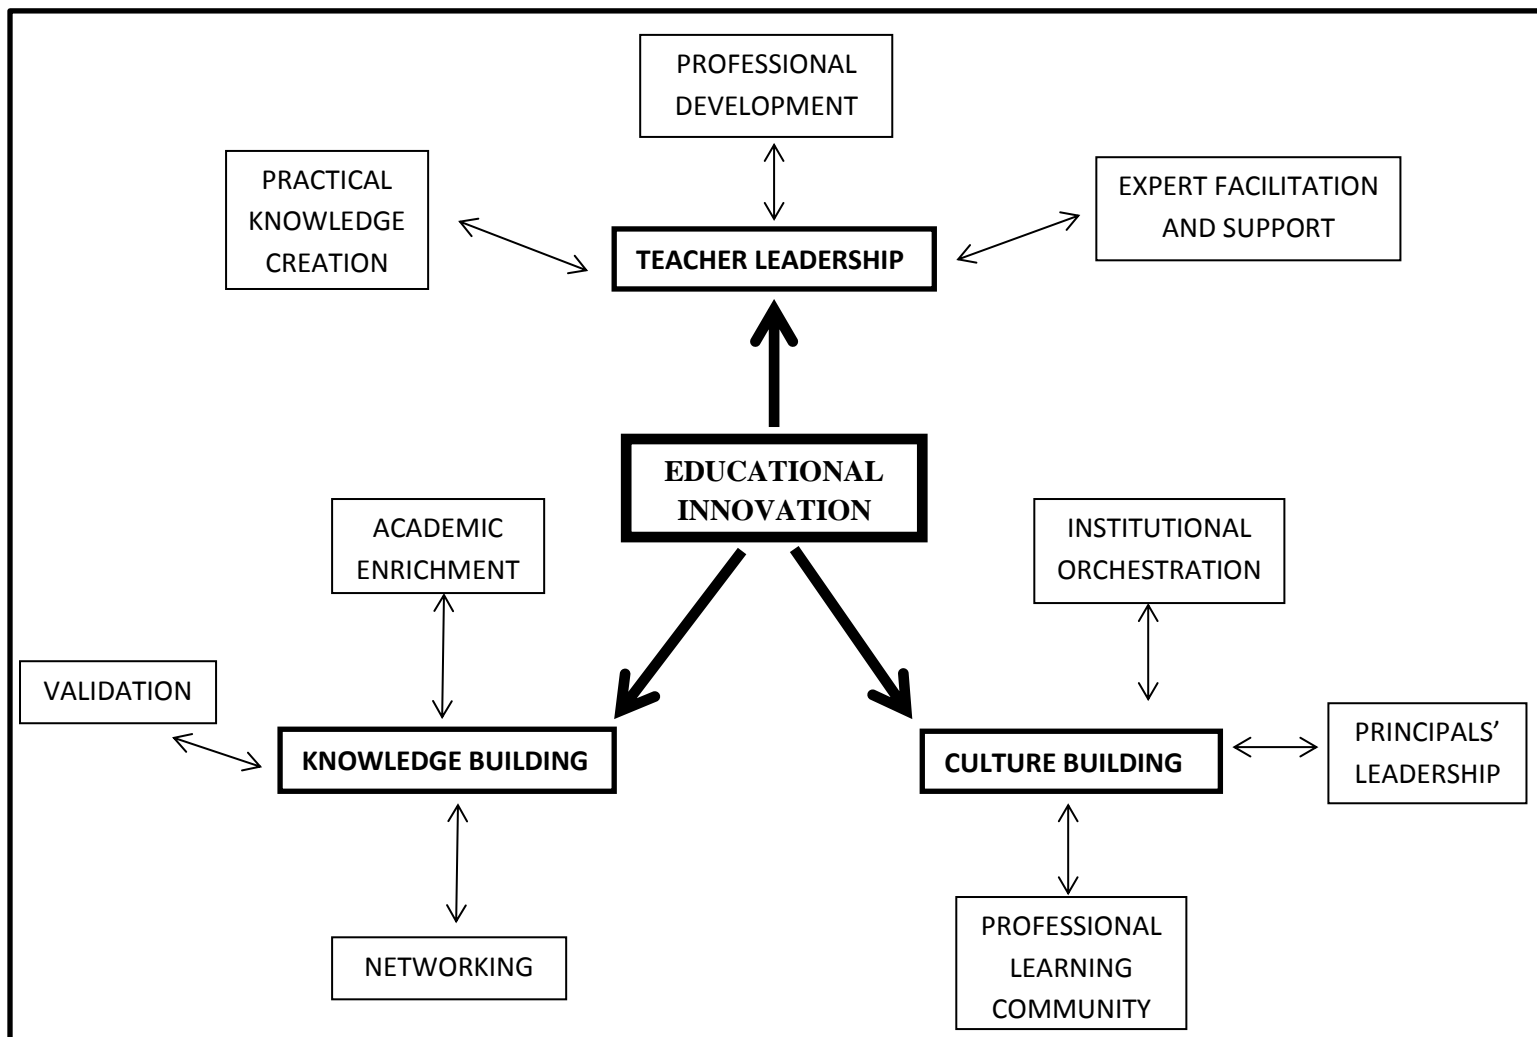 PROFESSIONAL
DEVELOPMENT
PRACTICAL
KNOWLEDGE
CREATION
EXPERT FACILITATION
AND SUPPORT
TEACHER LEADERSHIP
EDUCATIONAL
INNOVATION
ACADEMIC
ENRICHMENT
INSTITUTIONAL
ORCHESTRATION
VALIDATION
KNOWLEDGE BUILDING
CULTURE BUILDING
PRINCIPALS’
LEADERSHIP
NETWORKING
PROFESSIONAL
LEARNING
COMMUNITY